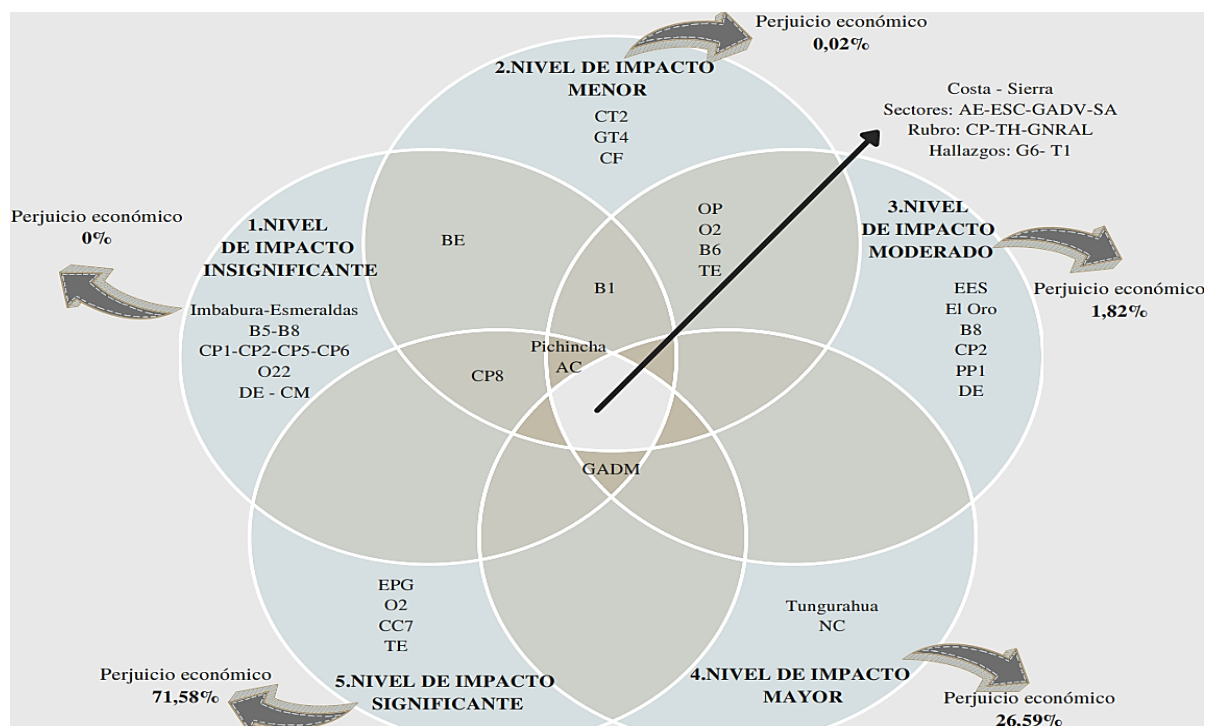 Perjuicio económico
0,02%
2.NIVEL DE IMPACTO
MENOR
CT2
GT4
CF
Costa - Sierra
Sectores: AE-ESC-GADV-SA
Rubro: CP-TH-GNRAL
Hallazgos: G6- T1
Perjuicio económico
0%
1.NIVEL
DE IMPACTO
INSIGNIFICANTE
Imbabura-Esmeraldas
B5-B8
CP1-CP2-CP5-CP6
O22
DE - CM
BE
OP
O2
B6
TE
3.NIVEL
DE IMPACTO
MODERADO
EES
El Oro
B8
CP2
PP1
DE
Perjuicio económico
1,82%
B1
Pichincha
AC
CP8
GADM
EPG
O2
CC7
TE
5.NIVEL DE IMPACTO
SIGNIFICANTE
Perjuicio económico
71,58%
Tungurahua
NC
4.NIVEL DE IMPACTO
MAYOR
Perjuicio económico
26.59%